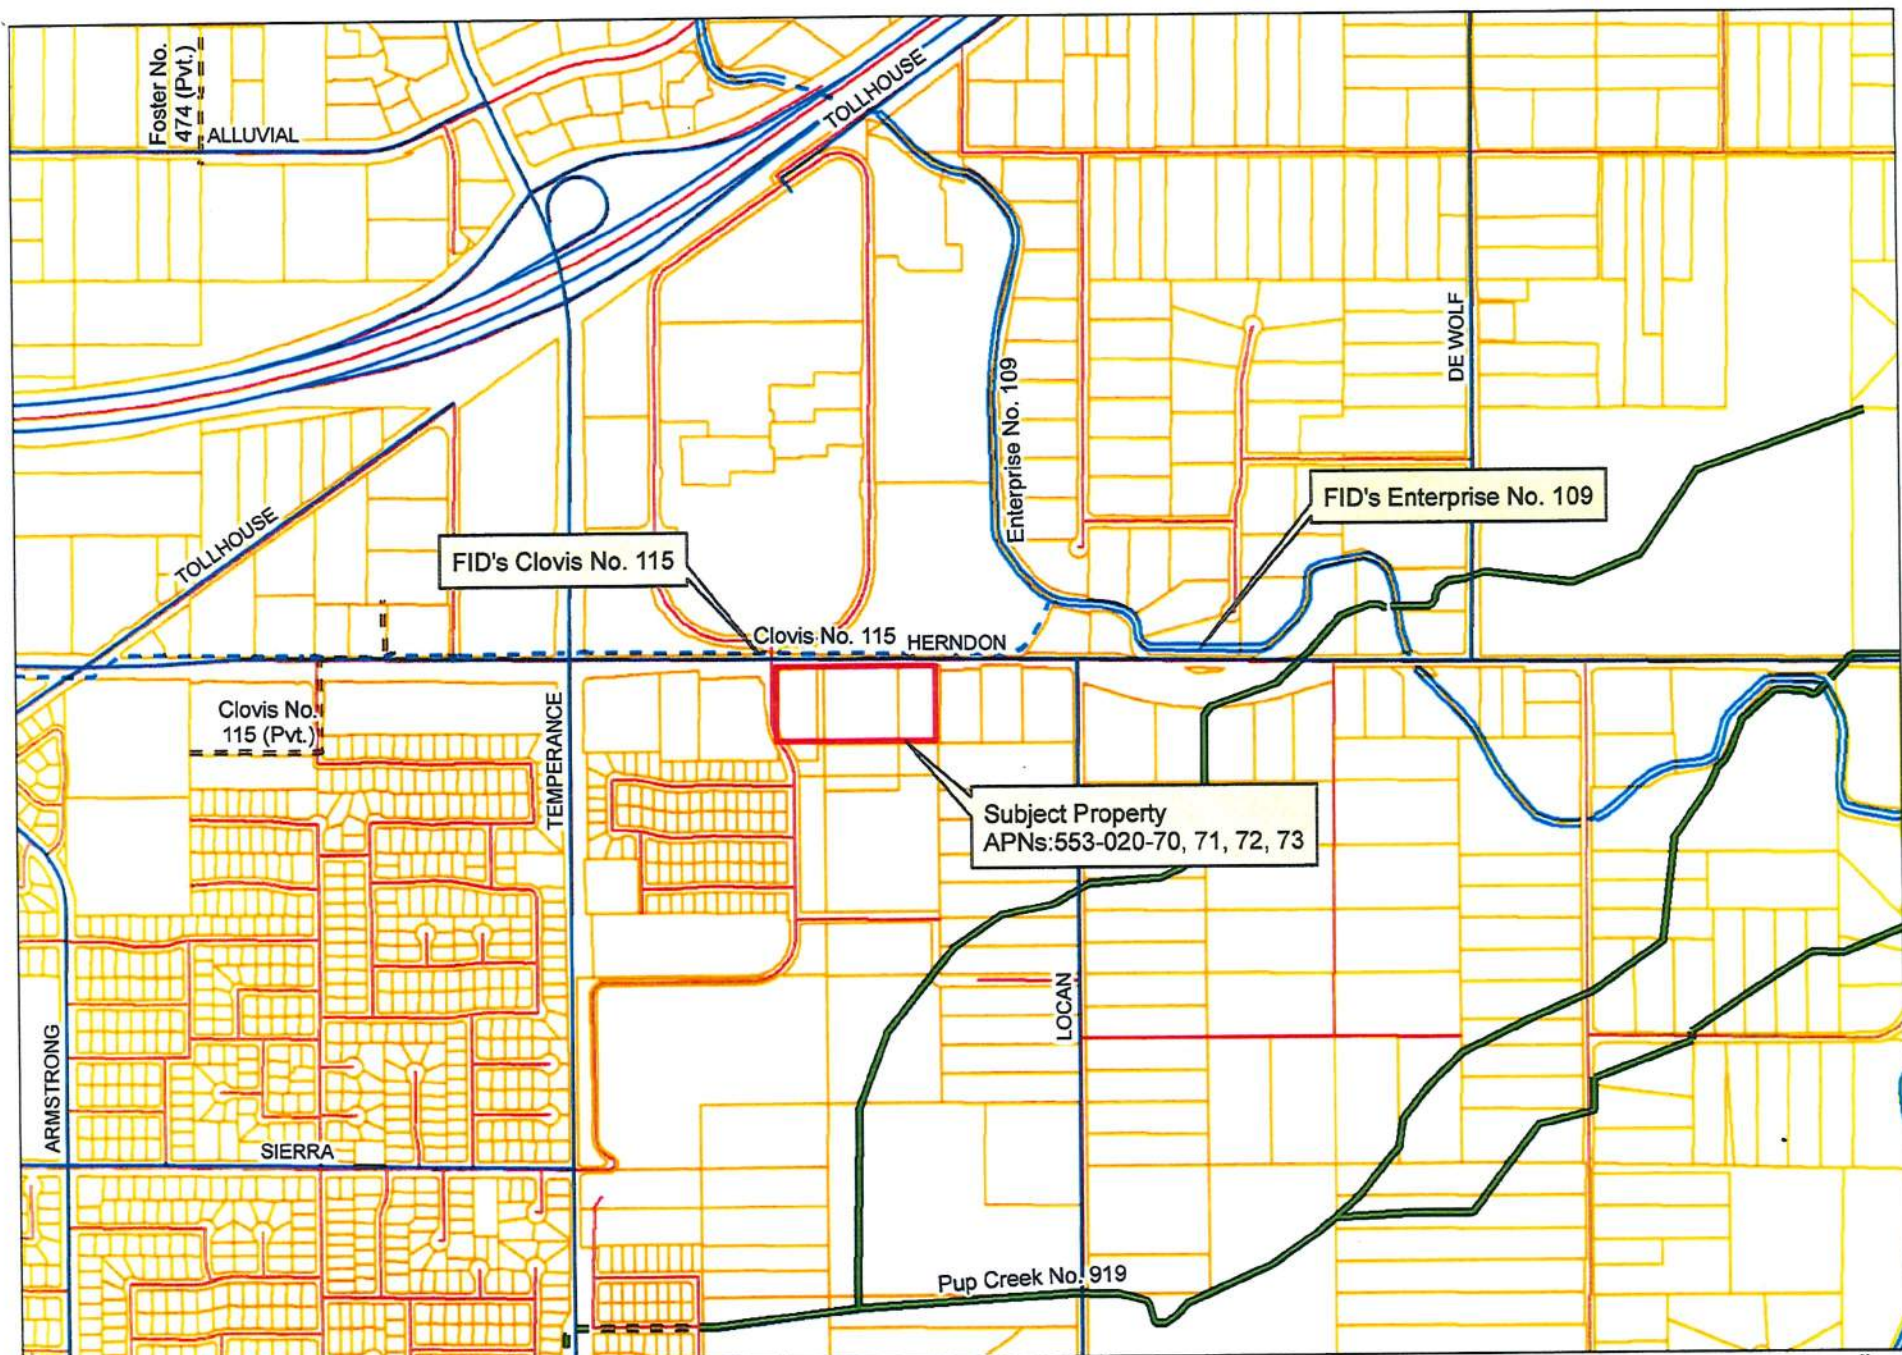 Foster No.
474 (Pvt.)
ALLUVIAL
TOLLHOUSE
DE WOLF
Enterprise No. 109
FID's Enterprise No. 109
TOLLHOUSE
FID's Clovis No. 115
Clovis No. 115
HERNDON
Clovis No.
115 (Pvt.)
TEMPERANCE
Subject Property
APNs:553-020-70, 71, 72, 73
LOCAN
ARMSTRONG
SIERRA
Pup Creek No. 919